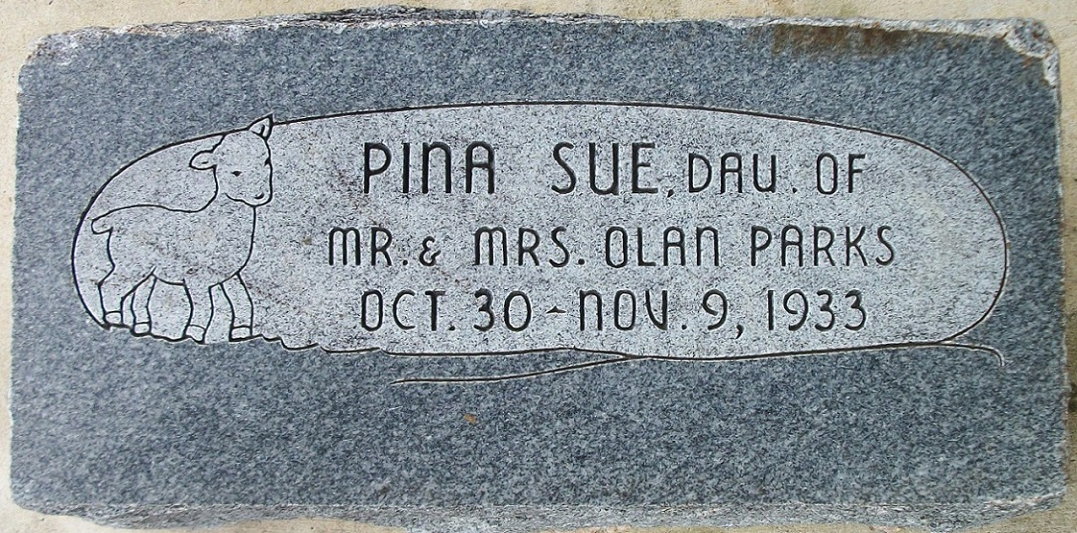 PINA SUE, DAU. OF
MR. & MRS. OLAN PARKS
OCT. 30 - NOV. 9, 1933